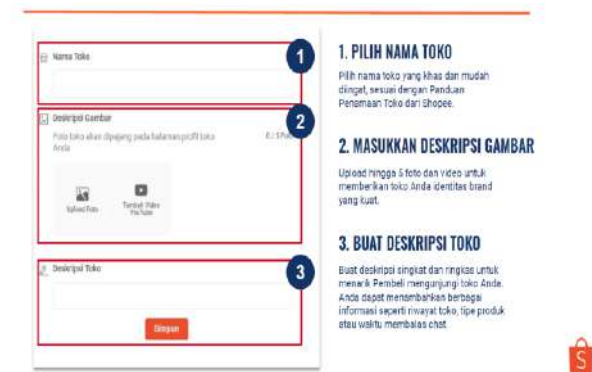 Nama Toko
1
Deskripsi Gambar
2
Foto toko akan dipajang pada halaman profil toko
Anda
Upload Foto
Tambah Video
YouTube
Deskripsi Toko
3
Simpan
1. PILIH NAMA TOKO
Pilih nama toko yang khas dan mudah
diingat, sesuai dengan Panduan
Penamaan Toko dari Shopee.
2. MASUKKAN DESKRIPSI GAMBAR
Upload hingga 5 foto dan video untuk
memberikan toko Anda identitas brand
yang kuat.
3. BUAT DESKRIPSI TOKO
Buat deskripsi singkat dan ringkas untuk
menarik Pembeli mengunjungi toko Anda.
Anda dapat menambahkan berbagai
informasi seperti riwayat toko, tipe produk
atau waktu membalas chat.
S